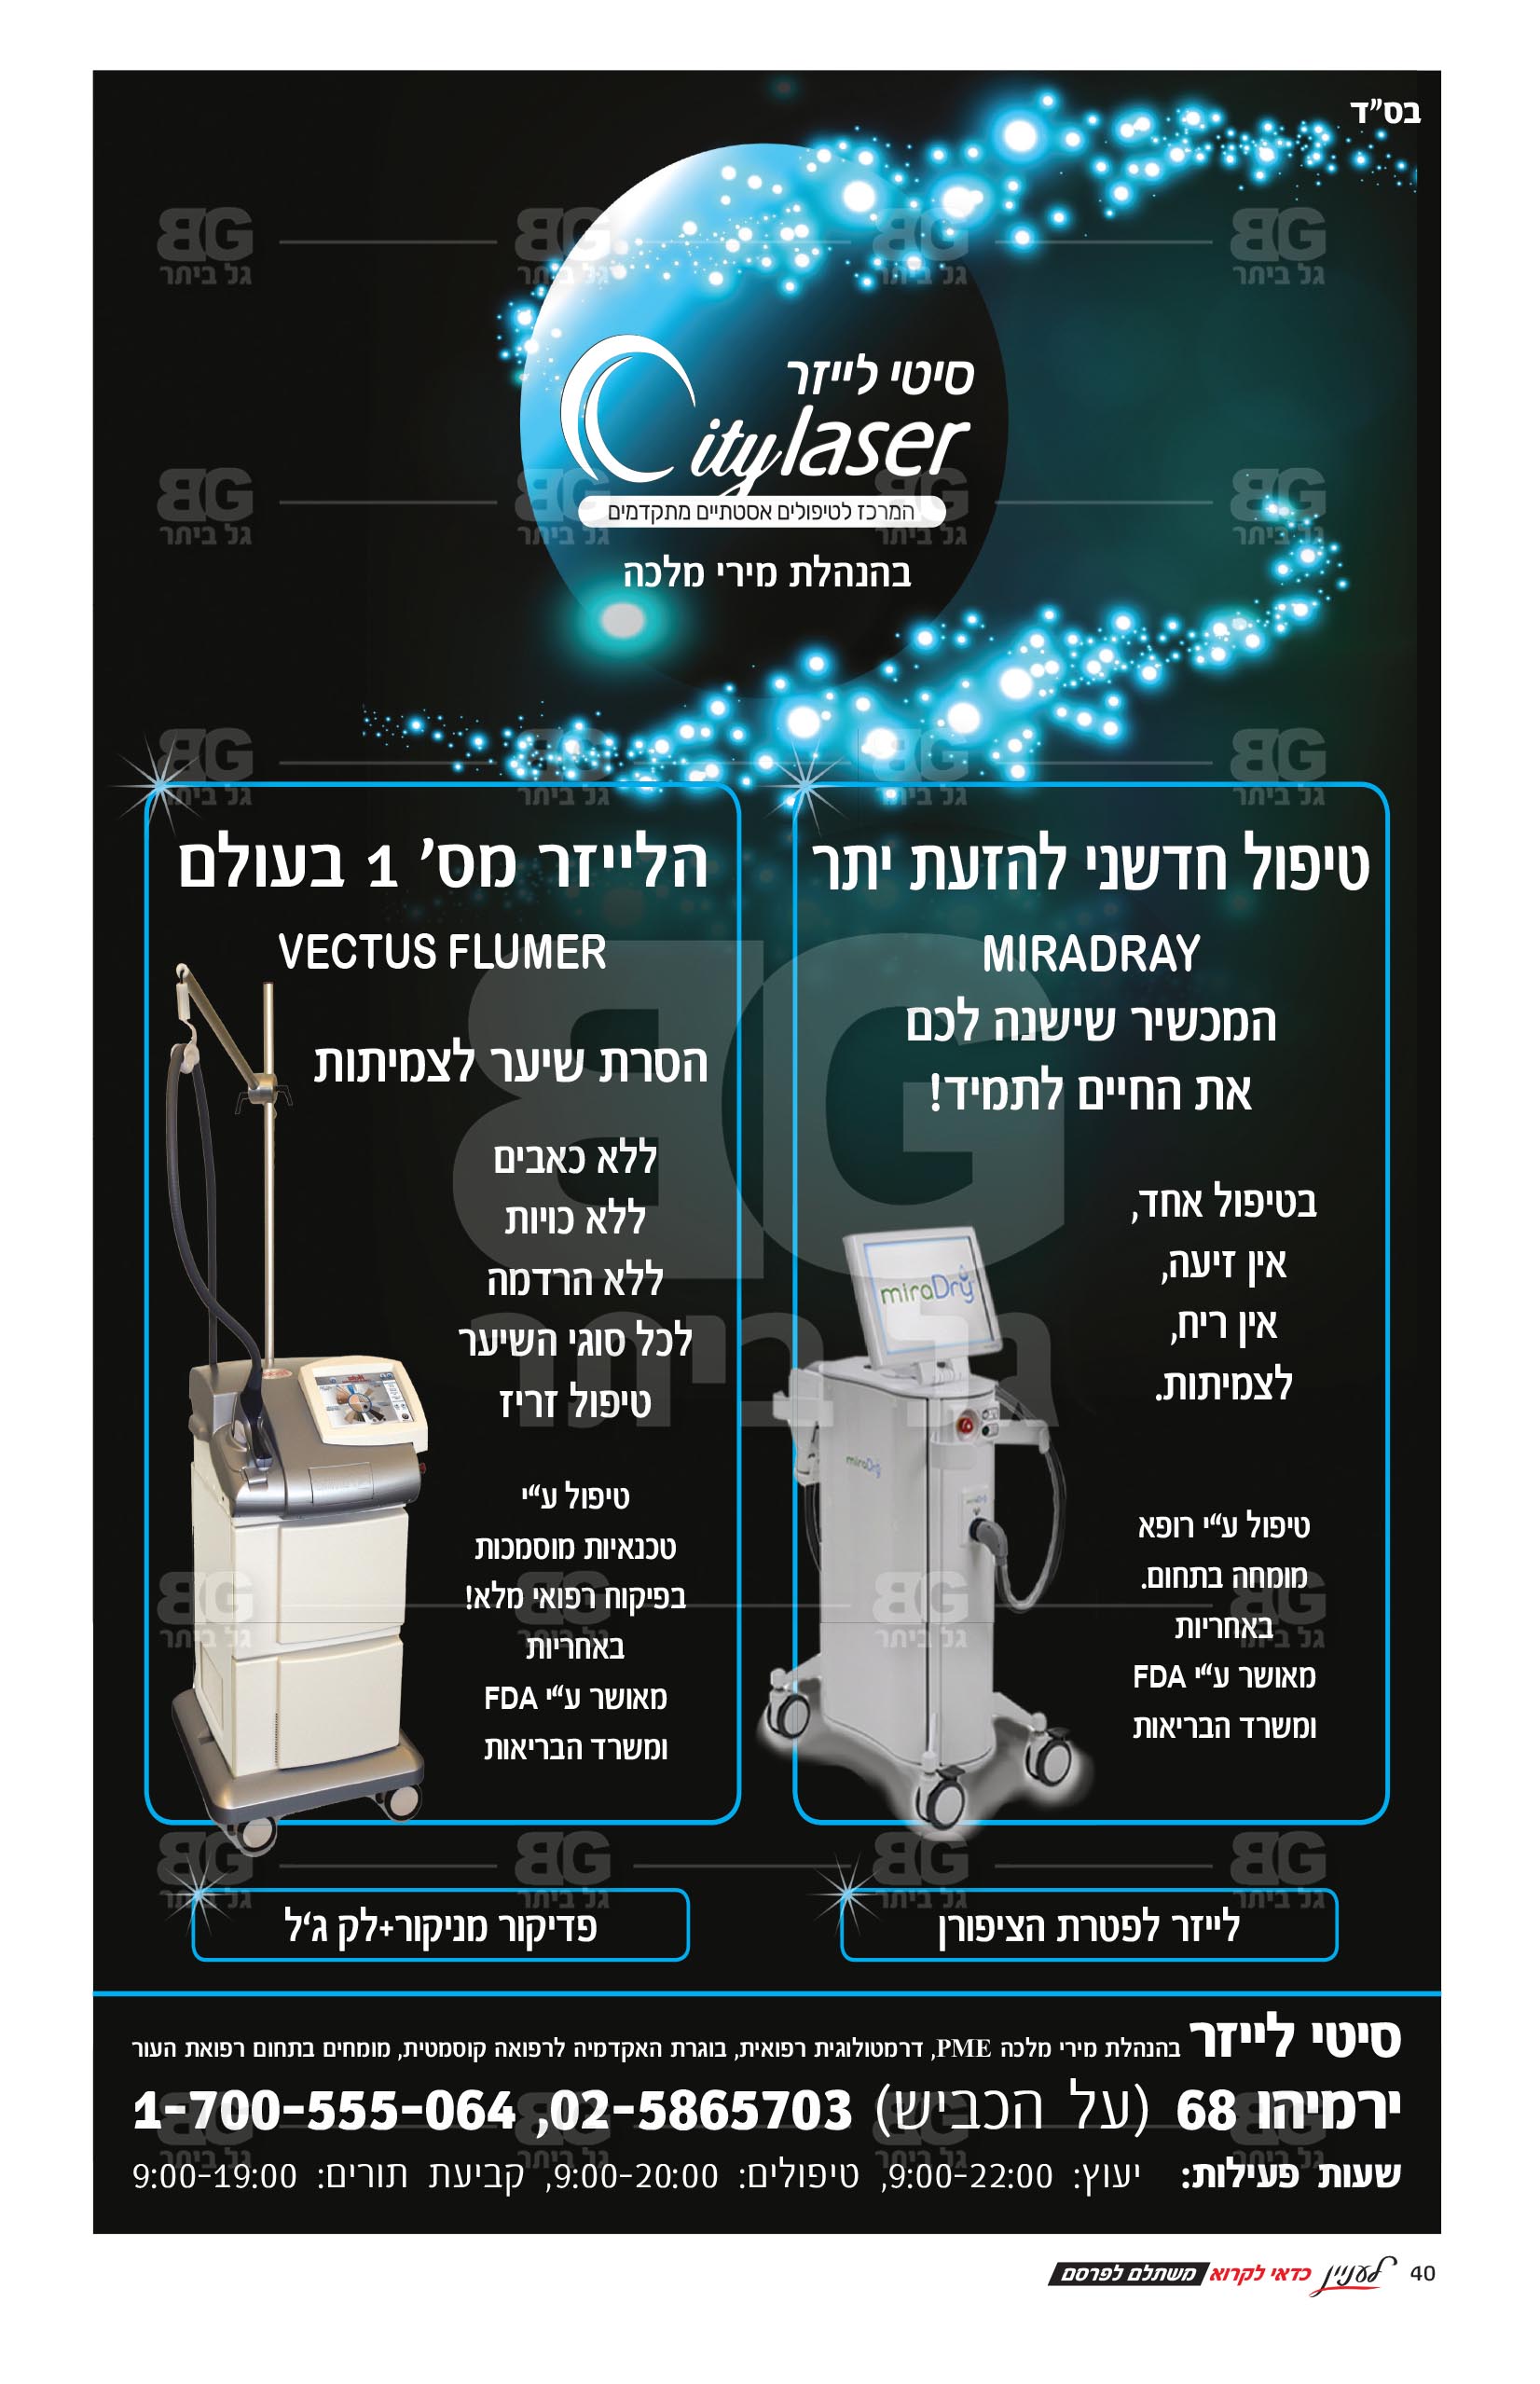 בס"ד
סיטי לייזר
City laser
המרכז לטיפולים אסטתיים מתקדמים
בהנהלת מירי מלכה
טיפול חדשני להזעת יתר
MIRADRAY
המכשיר שישנה לכם
את החיים לתמיד!
בטיפול אחד,
אין זיעה,
אין ריח,
לצמיתות.
miraDry
miraDry
טיפול ע"י רופא
מומחה בתחום.
באחריות
מאושר ע"י FDA
ומשרד הבריאות
הלייזר מס' 1 בעולם
VECTUS FLUMER
הסרת שיער לצמיתות
ללא כאבים
ללא כויות
ללא הרדמה
לכל סוגי השיער
טיפול זריז
טיפול ע"י
טכנאיות מוסמכות
בפיקוח רפואי מלא!
באחריות
מאושר ע"י FDA
ומשרד הבריאות
לייזר לפטרת הציפורן
פדיקור מניקור+לק ג'ל
סיטי לייזר בהנהלת מירי מלכה PME, דרמטולוגית רפואית, בוגרת האקדמיה לרפואה קוסמטית, מומחים בתחום רפואת העור
ירמיהו 68 (על הכביש) 02-5865703, 1-700-555-064
שעות פעילות: יעוץ: 9:00-22:00, טיפולים: 9:00-20:00, קביעת תורים: 9:00-19:00
40 לעניין כדאי לקרוא משתלם לפרסם
BG
גל ביתר